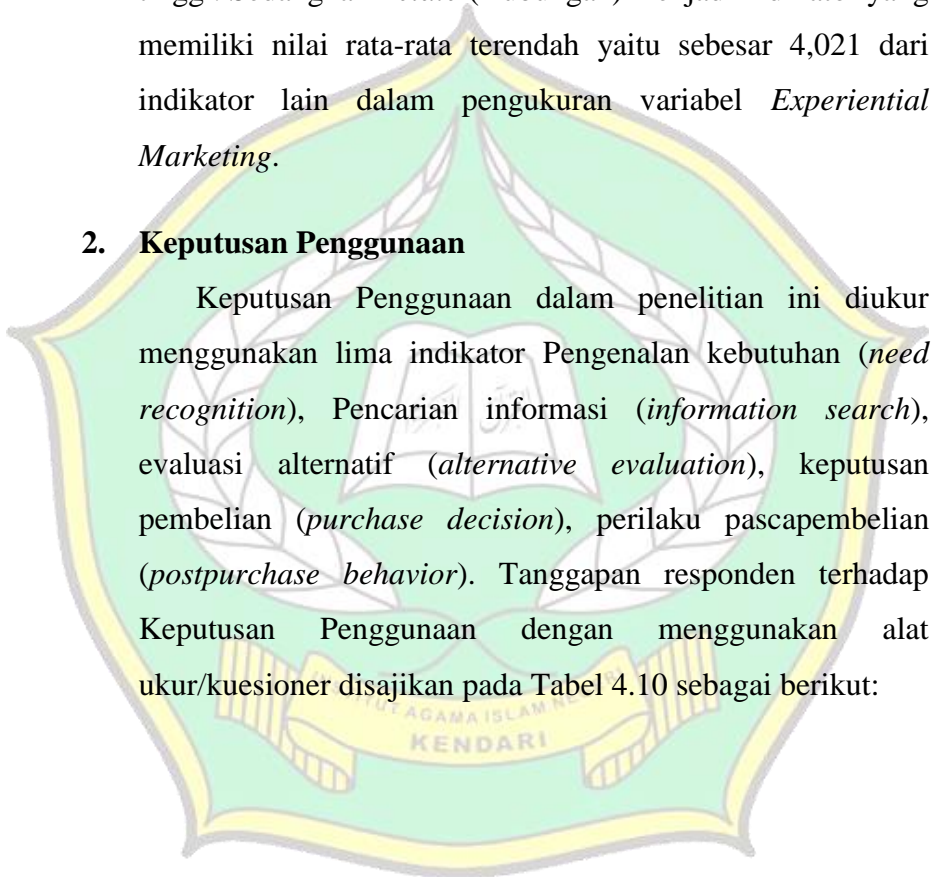 memiliki nilai rata-rata terendah yaitu sebesar 4,021 dari
indikator lain dalam pengukuran variabel Experiential
Marketing.
2. Keputusan Penggunaan
Keputusan Penggunaan dalam penelitian ini diukur
menggunakan lima indikator Pengenalan kebutuhan (need
recognition), Pencarian informasi (information search),
evaluasi alternatif (alternative evaluation), keputusan
pembelian (purchase decision), perilaku pascapembelian
(postpurchase behavior). Tanggapan responden terhadap
Keputusan Penggunaan dengan menggunakan alat
ukur/kuesioner disajikan pada Tabel 4.10 sebagai berikut:
AGAMA ISLAM
KENDARI